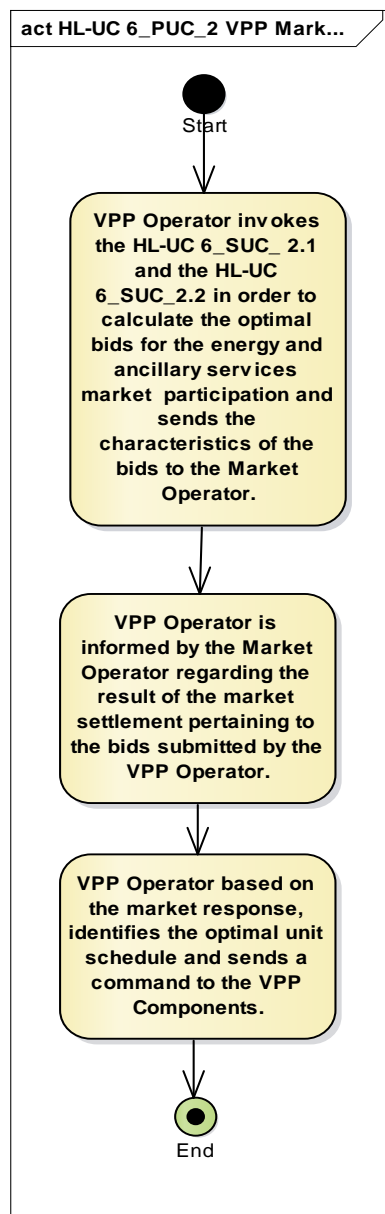 act HL-UC 6_PUC_2 VPP Mark...
Start
VPP Operator invokes
the HL-UC 6_SUC_ 2.1
and the HL-UC
6_SUC_2.2 in order to
calculate the optimal
bids for the energy and
ancillary services
market participation and
sends the
characteristics of the
bids to the Market
Operator.
VPP Operator is
informed by the Market
Operator regarding the
result of the market
settlement pertaining to
the bids submitted by the
VPP Operator.
VPP Operator based on
the market response,
identifies the optimal unit
schedule and sends a
command to the VPP
Components.
End